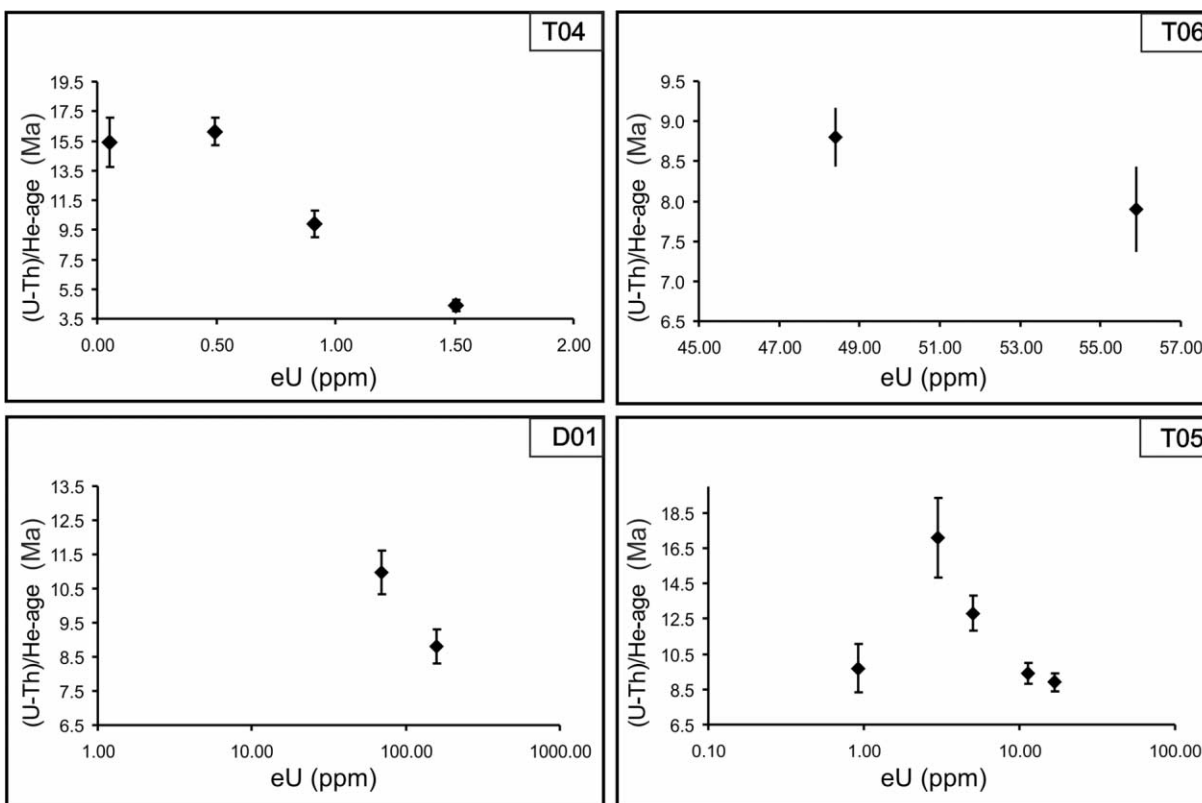 T04
19.5
17.5
15.5
13.5
11.5
9.5
7.5
5.5
3.5
(U-Th)/He-age (Ma)
0.00 0.50 1.00 1.50 2.00
eU (ppm)
T06
9.5
9.0
8.5
8.0
7.5
7.0
6.5
(U-Th)/He-age (Ma)
45.00 47.00 49.00 51.00 53.00 55.00 57.00
eU (ppm)
D01
13.5
12.5
11.5
10.5
9.5
8.5
7.5
6.5
(U-Th)/He-age (Ma)
1.00 10.00 100.00 1000.00
eU (ppm)
T05
18.5
16.5
14.5
12.5
10.5
8.5
6.5
(U-Th)/He-age (Ma)
0.10 1.00 10.00 100.00
eU (ppm)